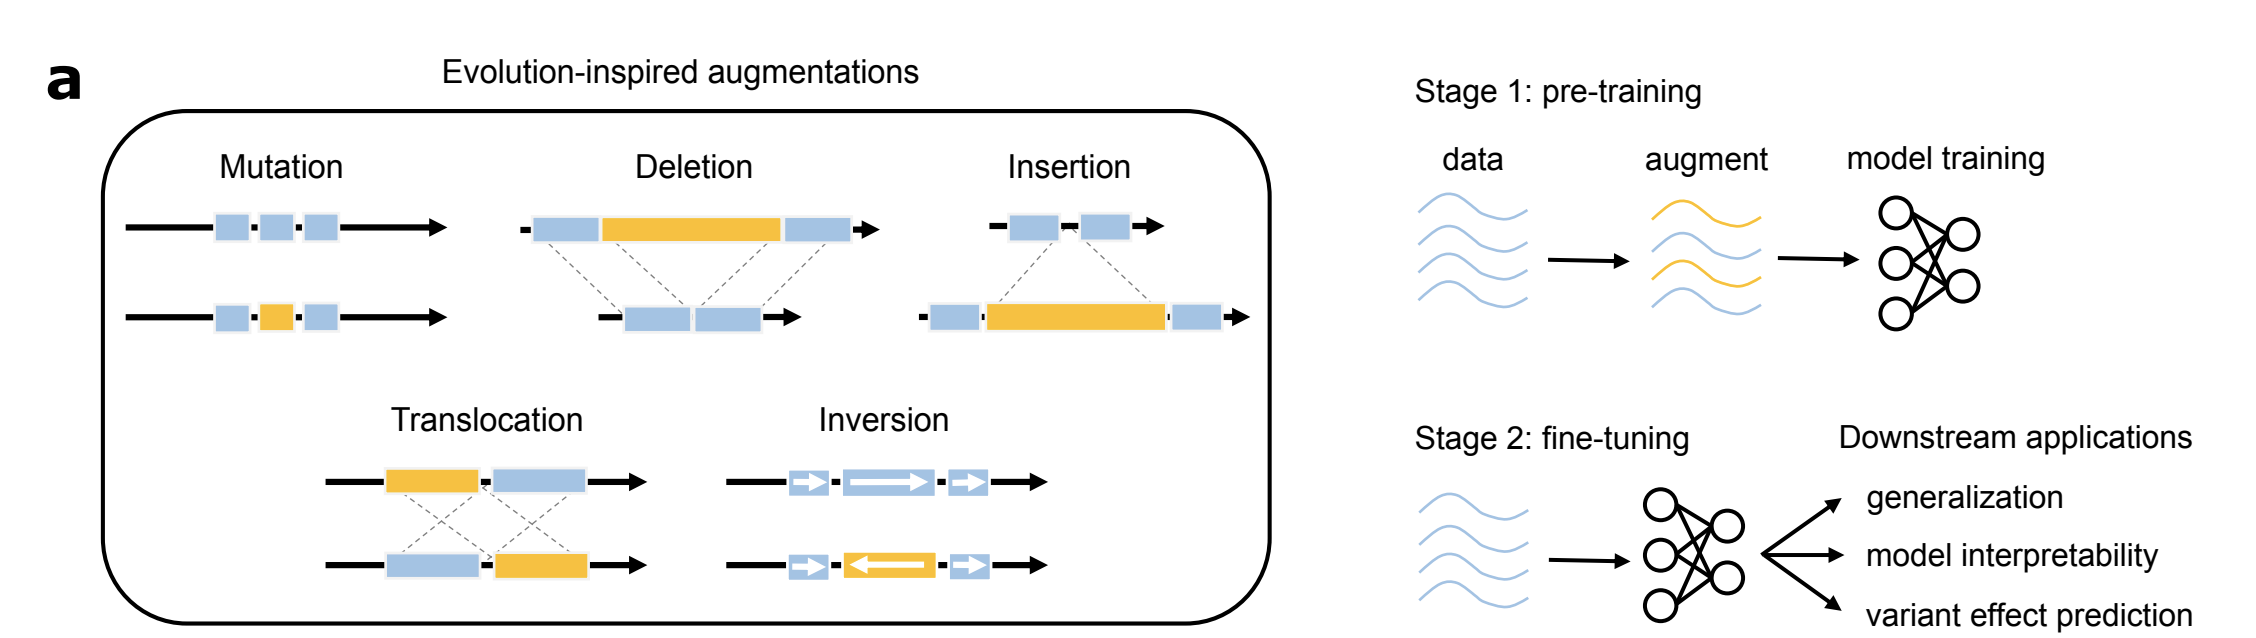 a
Evolution-inspired augmentations
Mutation
Deletion
Insertion
Translocation
Inversion
Stage 1: pre-training
data
augment
model training
Stage 2: fine-tuning
Downstream applications
generalization
model interpretability
variant effect prediction